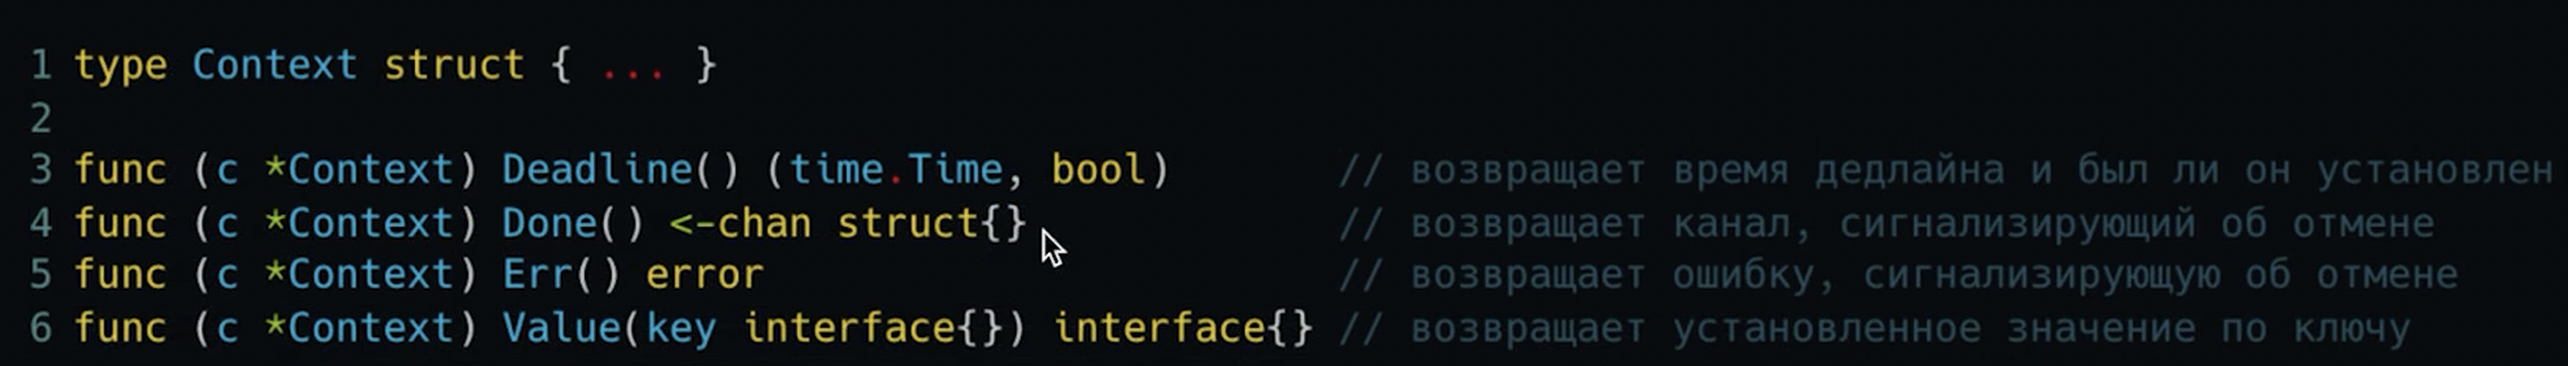 1 type Context struct { ... }
2
3 func (c *Context) Deadline() (time.Time, bool) // возвращает время дедлайна и был ли он установлен
4 func (c *Context) Done() <-chan struct{} // возвращает канал, сигнализирующий об отмене
5 func (c *Context) Err() error // возвращает ошибку, сигнализирующую об отмене
6 func (c *Context) Value(key interface{}) interface{} // возвращает установленное значение по ключу